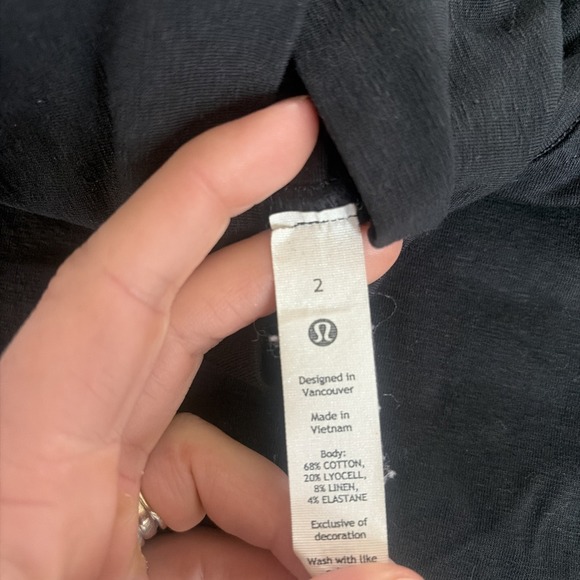 2
Designed in
Vancouver
Made in
Vietnam
Body:
68% COTTON,
20% LYOCELL,
8% LINEN,
4% ELASTANE
Exclusive of
decoration
Wash with like